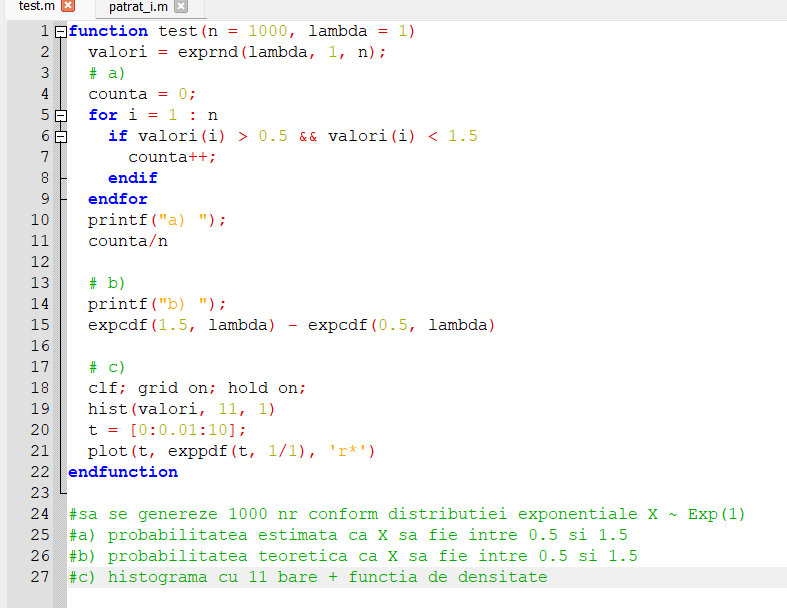 test.m patrat_i.m
1 function test(n = 1000, lambda = 1)
2 valori = exprnd(lambda, 1, n);
3 # a)
4 counta = 0;
5 for i = 1 : n
6 if valori(i) > 0.5 && valori(i) < 1.5
7 counta++;
8 endif
9 endfor
10 printf("a) ");
11 counta/n
12
13 # b)
14 printf("b) ");
15 expcdf(1.5, lambda) - expcdf(0.5, lambda)
16
17 # c)
18 clf; grid on; hold on;
19 hist(valori, 11, 1)
20 t = [0:0.01:10];
21 plot(t, exppdf(t, 1/1), 'r*')
22 endfunction
23
24 #sa se genereze 1000 nr conform distributiei exponentiale X ~ Exp(1)
25 #a) probabilitatea estimata ca X sa fie intre 0.5 si 1.5
26 #b) probabilitatea teoretica ca X sa fie intre 0.5 si 1.5
27 #c) histograma cu 11 bare + functia de densitate